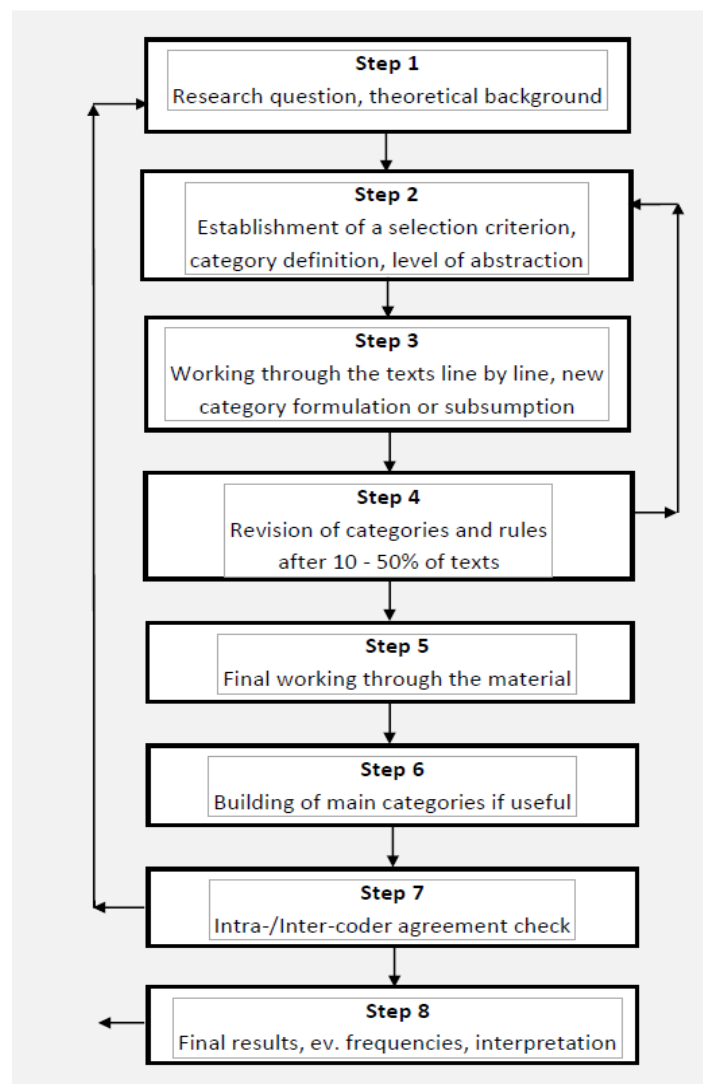 Step 1
Research question, theoretical background
Step 2
Establishment of a selection criterion,
category definition, level of abstraction
Step 3
Working through the texts line by line, new
category formulation or subsumption
Step 4
Revision of categories and rules
after 10 - 50% of texts
Step 5
Final working through the material
Step 6
Building of main categories if useful
Step 7
Intra-/Inter-coder agreement check
Step 8
Final results, ev. frequencies, interpretation